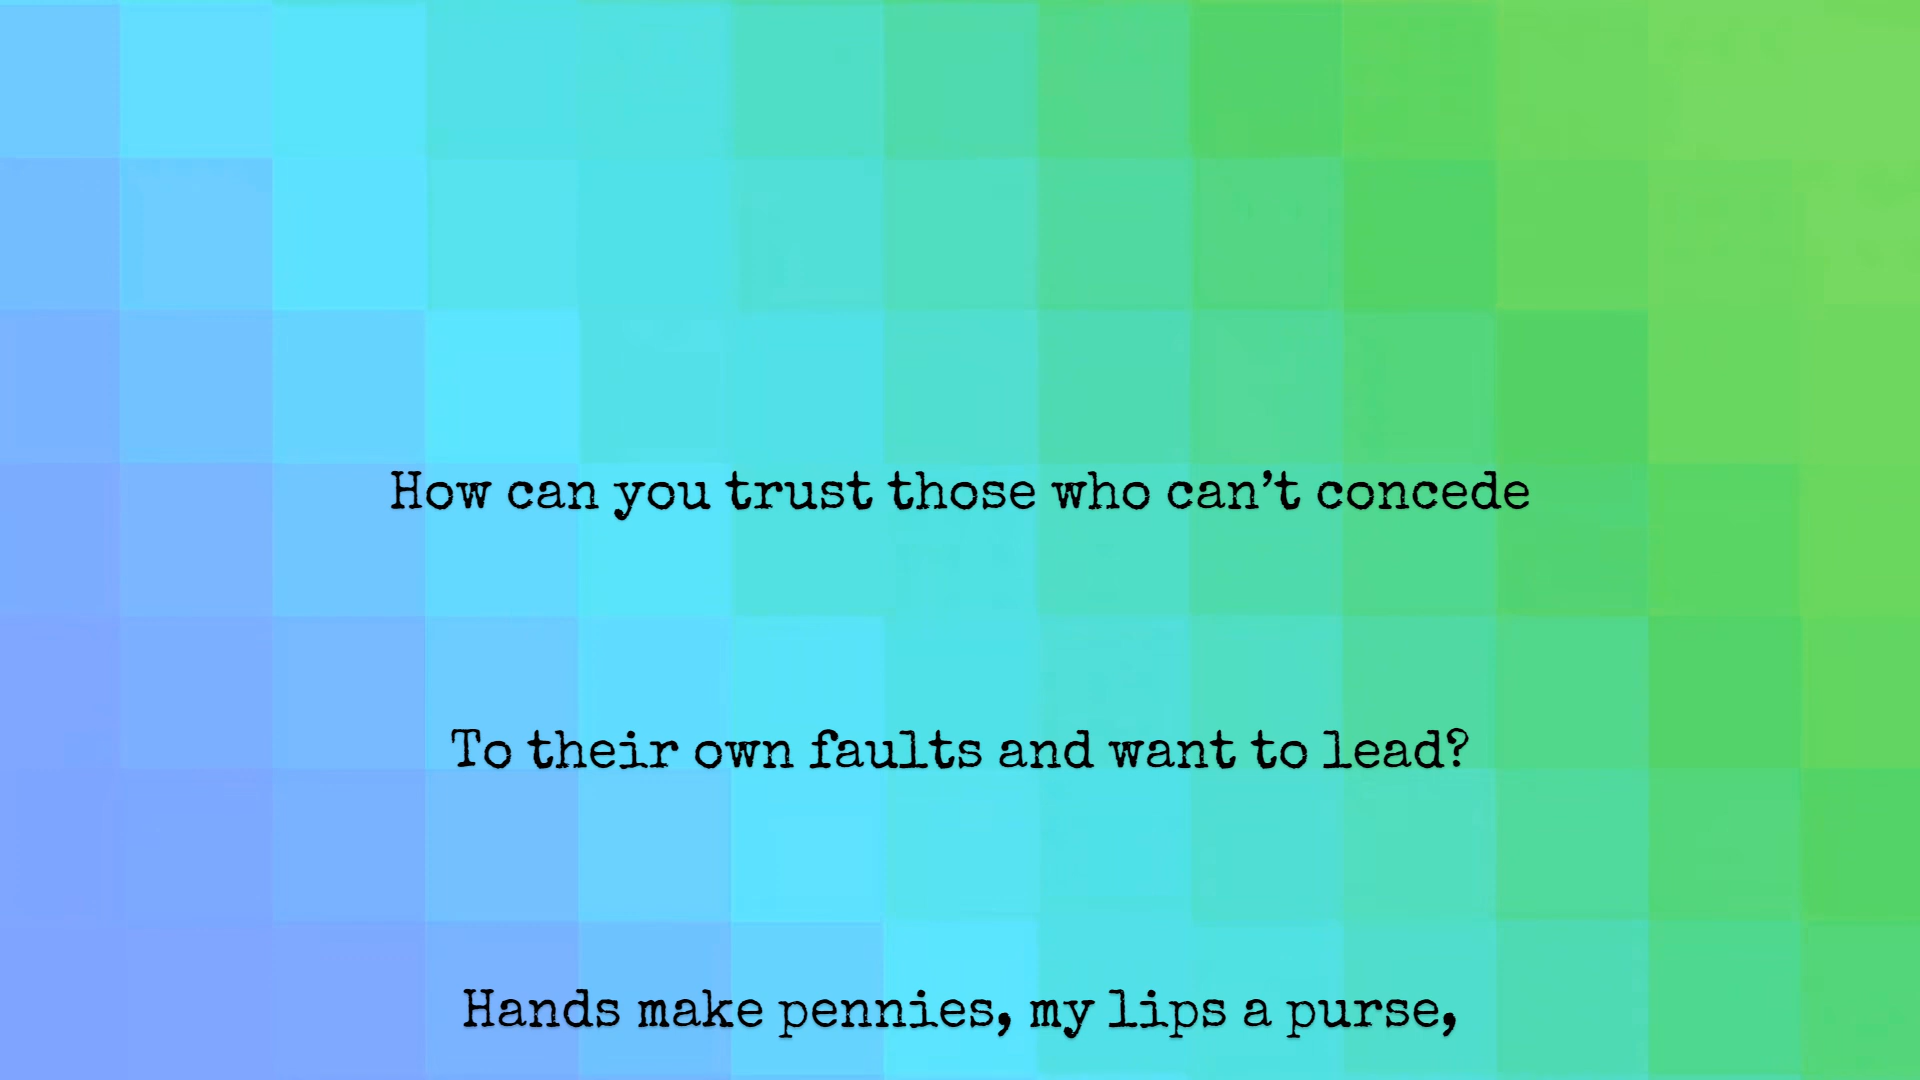 How can you trust those who can’t concede
To their own faults and want to lead?
Hands make pennies, my lips a purse,